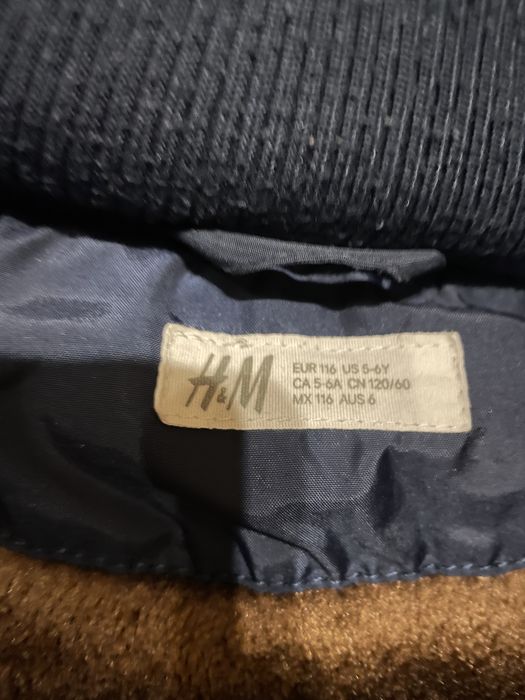 H&M
EUR 116 US 5-6Y
CA 5-6A CN 120/60
MX 116 AUS 6